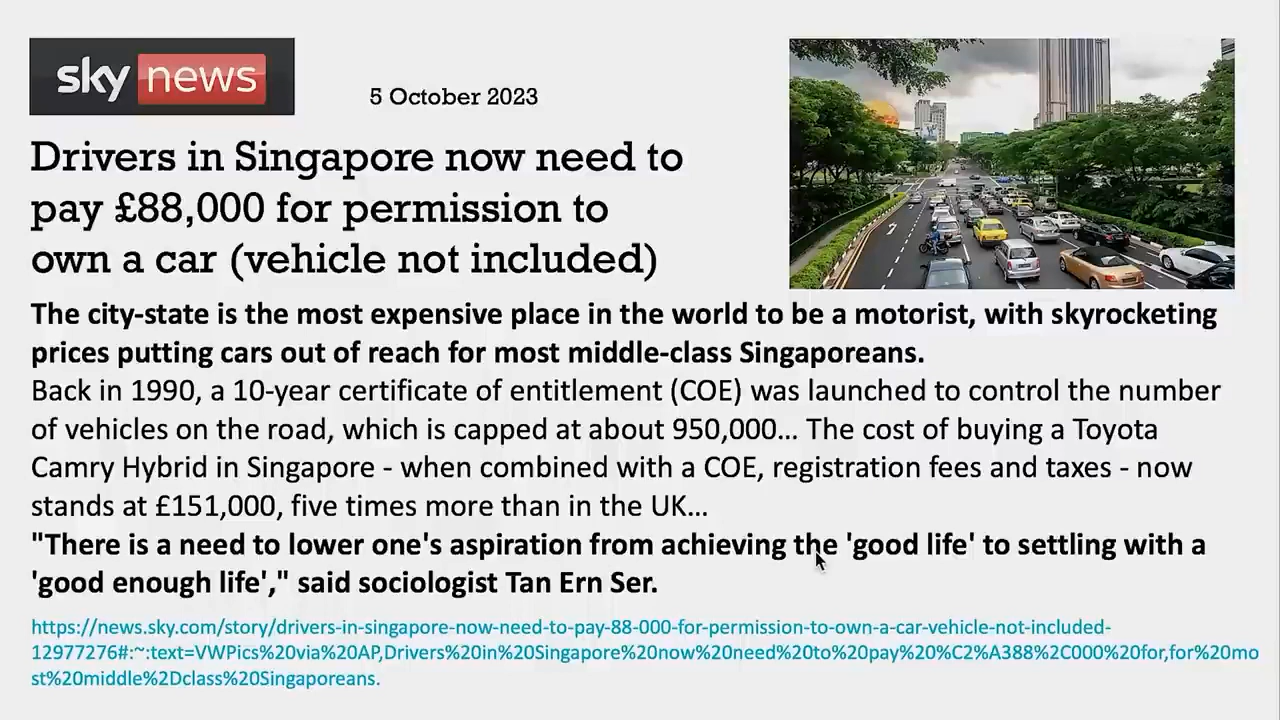 sky news
5 October 2023
Drivers in Singapore now need to
pay £88,000 for permission to
own a car (vehicle not included)
The city-state is the most expensive place in the world to be a motorist, with skyrocketing
prices putting cars out of reach for most middle-class Singaporeans.
Back in 1990, a 10-year certificate of entitlement (COE) was launched to control the number
of vehicles on the road, which is capped at about 950,000... The cost of buying a Toyota
Camry Hybrid in Singapore - when combined with a COE, registration fees and taxes - now
stands at £151,000, five times more than in the UK...
"There is a need to lower one's aspiration from achieving the 'good life' to settling with a
'good enough life'," said sociologist Tan Ern Ser.
https://news.sky.com/story/drivers-in-singapore-now-need-to-pay-88-000-for-permission-to-own-a-car-vehicle-not-included-
12977276#:~:text=VWPics%20via%20AP,Drivers%20in%20Singapore%20now%20need%20to%20pay%20%C2%A388%2C000%20for,for%20mo
st%20middle%2Dclass%20Singaporeans.